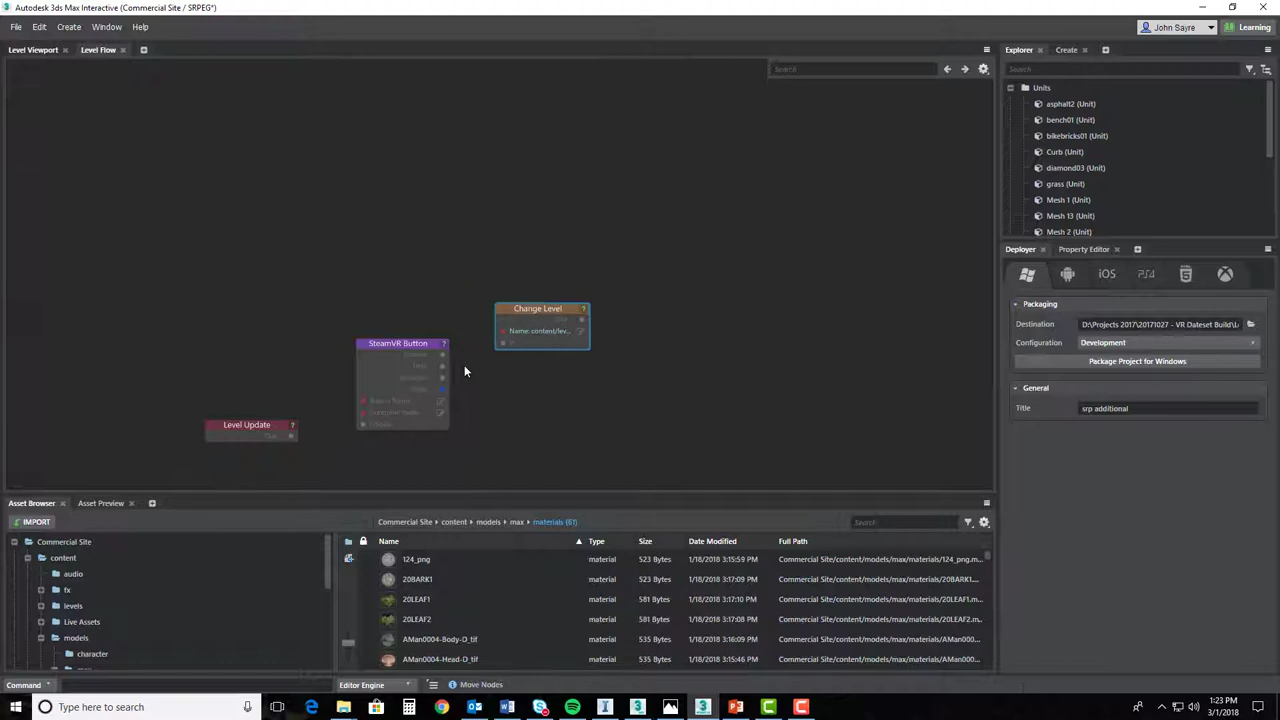 Autodesk 3ds Max Interactive (Commercial Site / SRPEG*)
File Edit Create Window Help
John Sayre
Learning
Level Viewport
Level Flow
Search
Change Level ?
Name: content/lev...
SteamVR Button ?
Level Update ?
Out
Explorer
Create
Search
Units
asphalt2 (Unit)
bench01 (Unit)
bikebricks01 (Unit)
Curb (Unit)
diamond03 (Unit)
grass (Unit)
Mesh 1 (Unit)
Mesh 13 (Unit)
Mesh 2 (Unit)
Deployer
Property Editor
iOS
Packaging
Destination D:\Projects 2017\20171027 - VR Dateset Build\L
Configuration Development
Package Project for Windows
General
Title srp additional
Asset Browser
Asset Preview
IMPORT
Commercial Site
content
audio
fx
levels
Live Assets
models
character
Commercial Site content models max materials (61)
Search
Name Type Size Date Modified Full Path
124_png material 523 Bytes 1/18/2018 3:15:59 PM Commercial Site/content/models/max/materials/124_png.m...
20BARK1 material 523 Bytes 1/18/2018 3:17:09 PM Commercial Site/content/models/max/materials/20BARK1.m...
20LEAF1 material 581 Bytes 1/18/2018 3:17:10 PM Commercial Site/content/models/max/materials/20LEAF1.m...
20LEAF2 material 581 Bytes 1/18/2018 3:17:08 PM Commercial Site/content/models/max/materials/20LEAF2.m...
AMan0004-Body-D_tif material 535 Bytes 1/18/2018 3:16:09 PM Commercial Site/content/models/max/materials/AMan000...
AMan0004-Head-D_tif material 535 Bytes 1/18/2018 3:15:46 PM Commercial Site/content/models/max/materials/AMan000...
Command
Editor Engine
Move Nodes
Type here to search
1:23 PM
3/1/2018